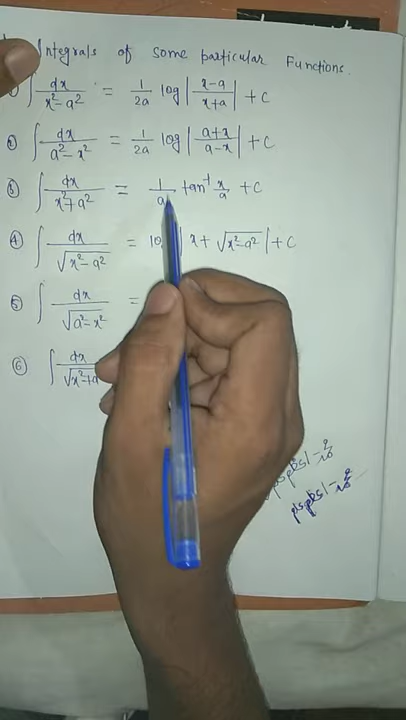 Integrals of some particular Functions.
∫ dx/(x²-a²) = 1/2a log |(x-a)/(x+a)| + C
② ∫ dx/(a²-x²) = 1/2a log |(a+x)/(a-x)| + C
③ ∫ dx/(x²+a²) = 1/a tan⁻¹ x/a + C
④ ∫ dx/√(x²-a²) = lo | x + √(x²-a²) | + C
⑤ ∫ dx/√(a²-x²) =
⑥ ∫ dx/√(x²+a